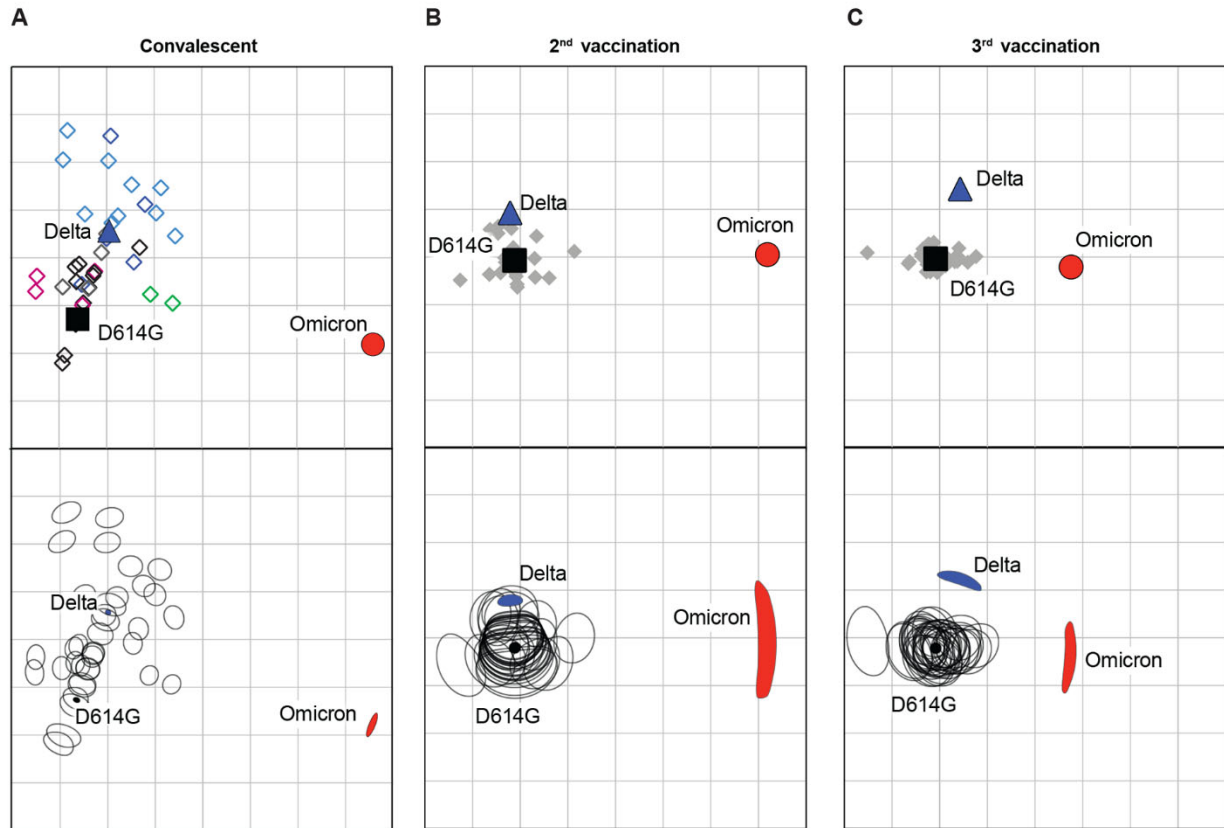 A
Convalescent
Delta
D614G
Omicron
Delta
D614G
Omicron
B
2nd vaccination
Delta
D614G
Omicron
Delta
Omicron
D614G
C
3rd vaccination
Delta
Omicron
D614G
Delta
Omicron
D614G